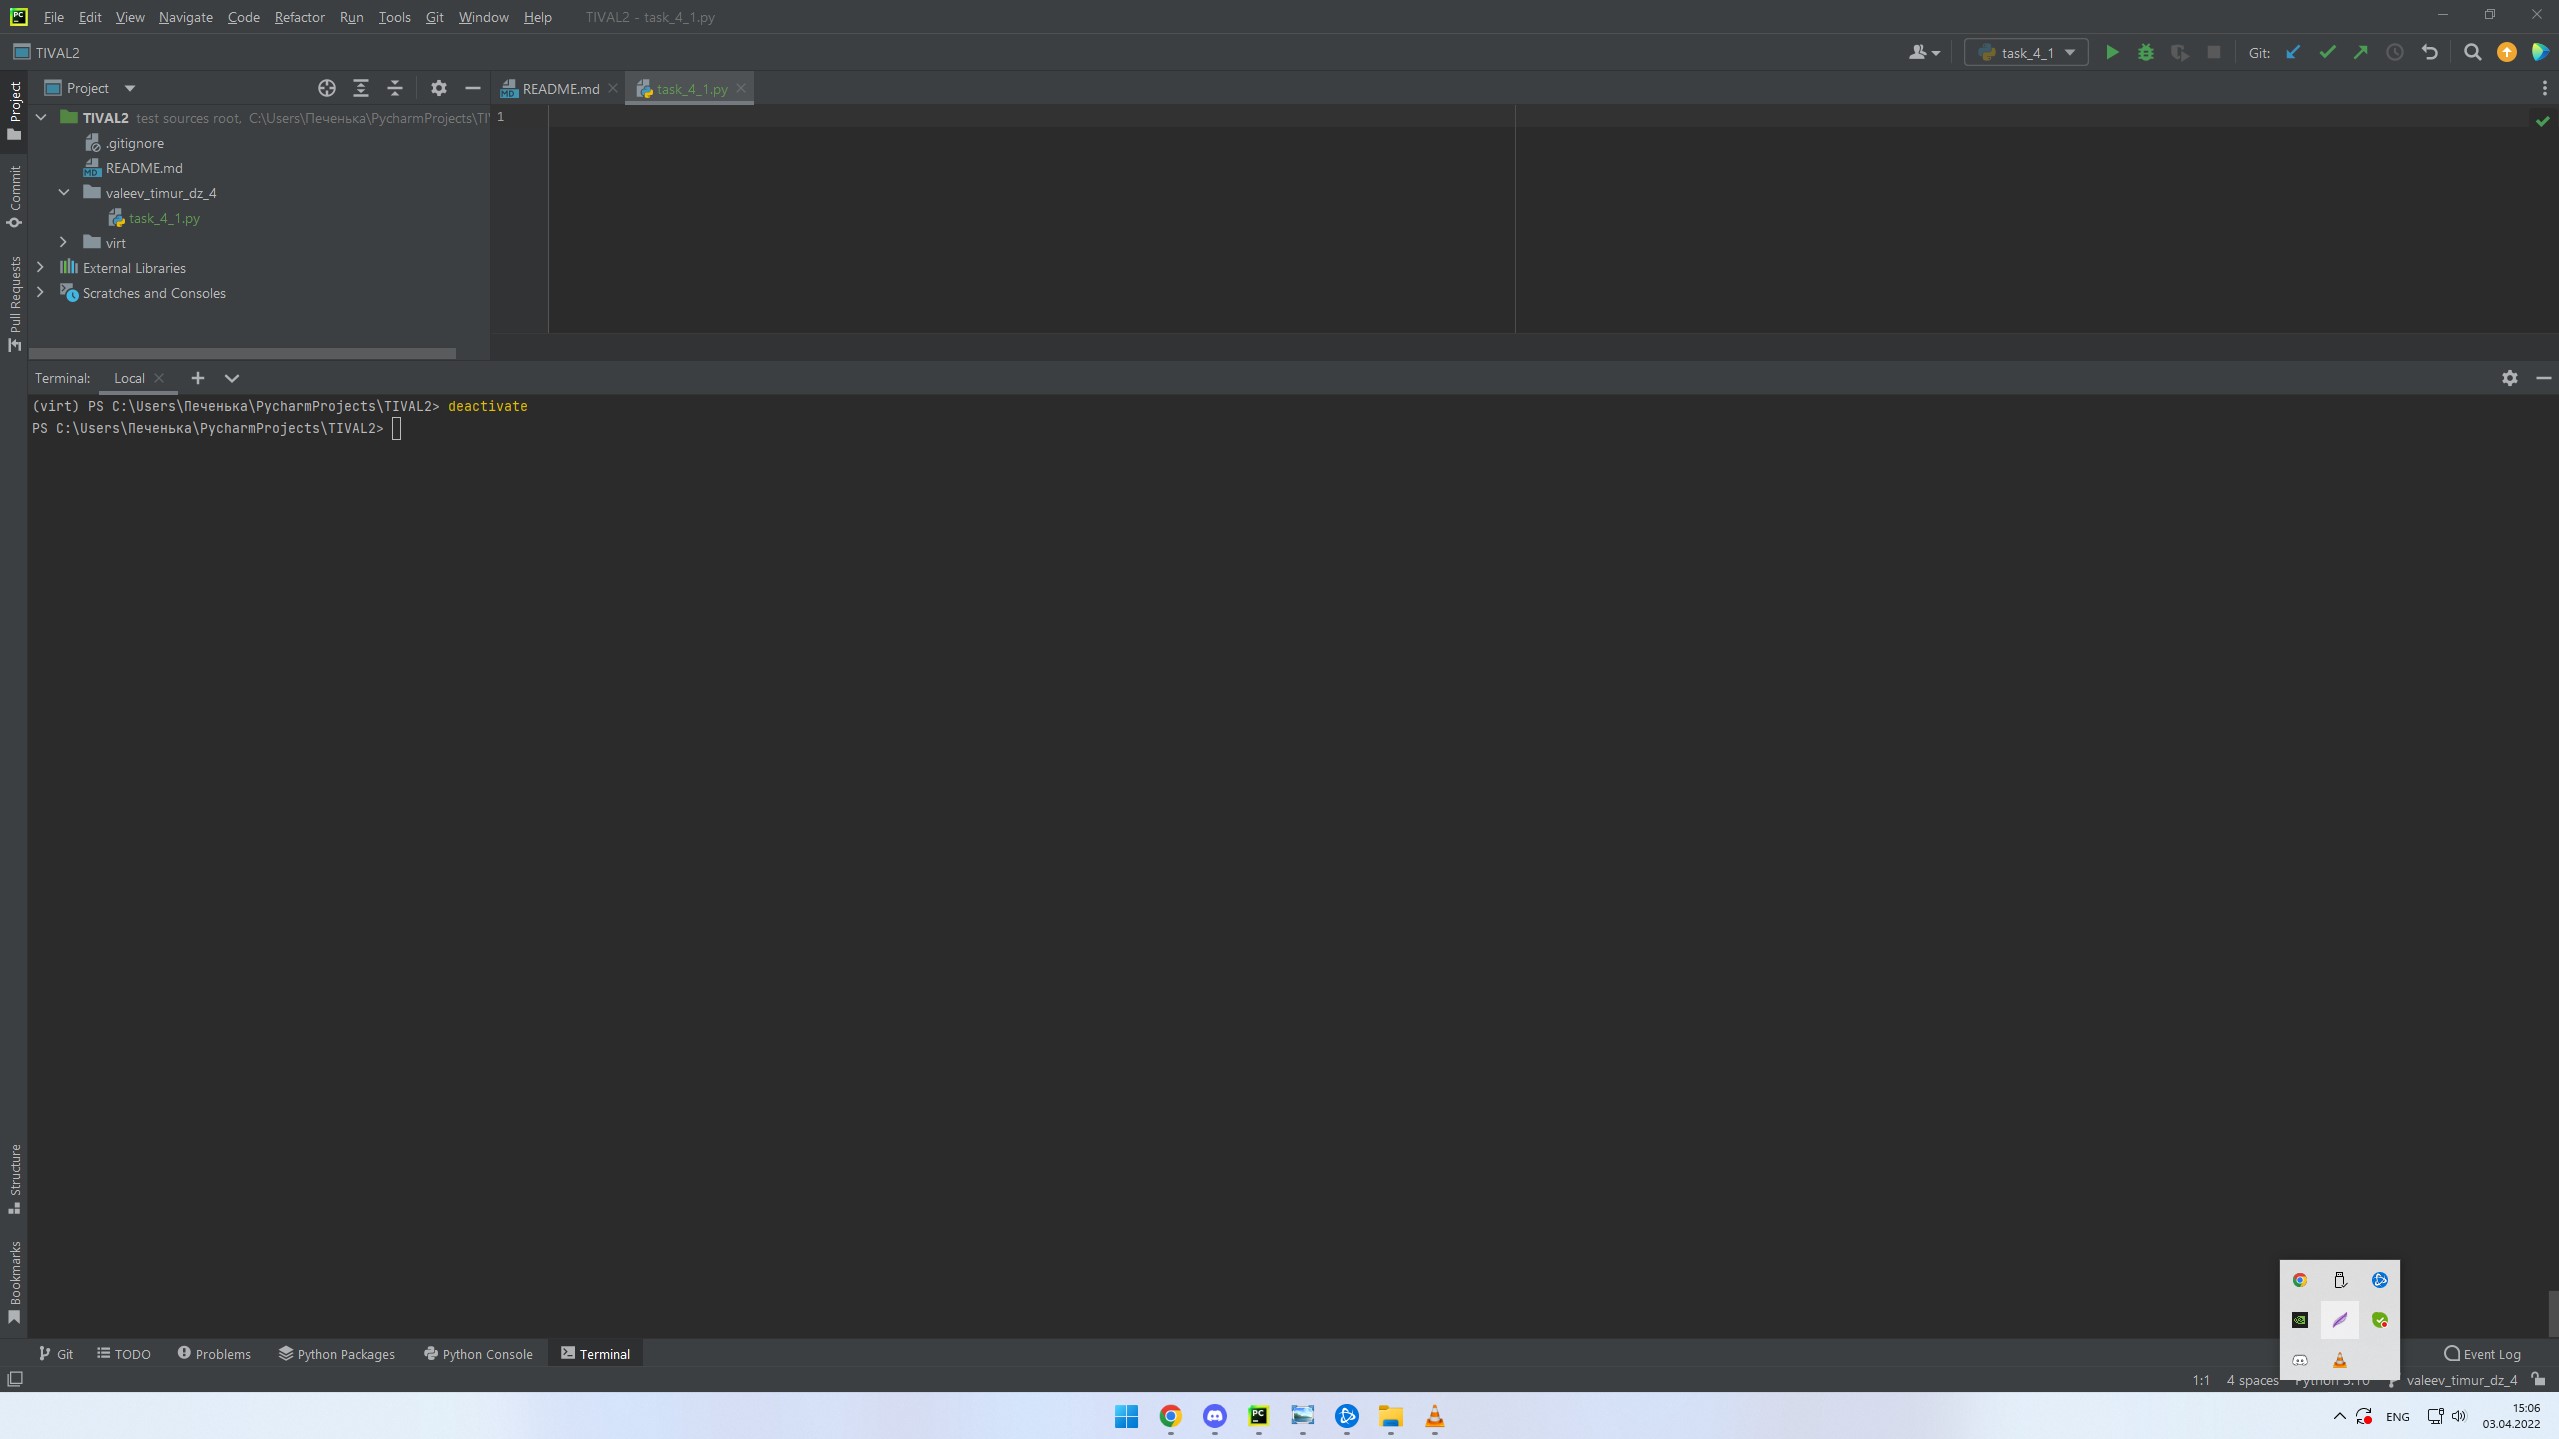 File Edit View Navigate Code Refactor Run Tools Git Window Help TIVAL2 - task_4_1.py
TIVAL2
task_4_1
Git:
Project
README.md
task_4_1.py
TIVAL2 test sources root, C:\Users\Печенька\PycharmProjects\TI
1
.gitignore
README.md
valeev_timur_dz_4
task_4_1.py
virt
External Libraries
Scratches and Consoles
Project
Commit
Pull Requests
Terminal: Local
(virt) PS C:\Users\Печенька\PycharmProjects\TIVAL2> deactivate
PS C:\Users\Печенька\PycharmProjects\TIVAL2>
Structure
Bookmarks
Git TODO Problems Python Packages Python Console Terminal Event Log
1:1 4 spaces Python 3.10 valeev_timur_dz_4
ENG
15:06
03.04.2022